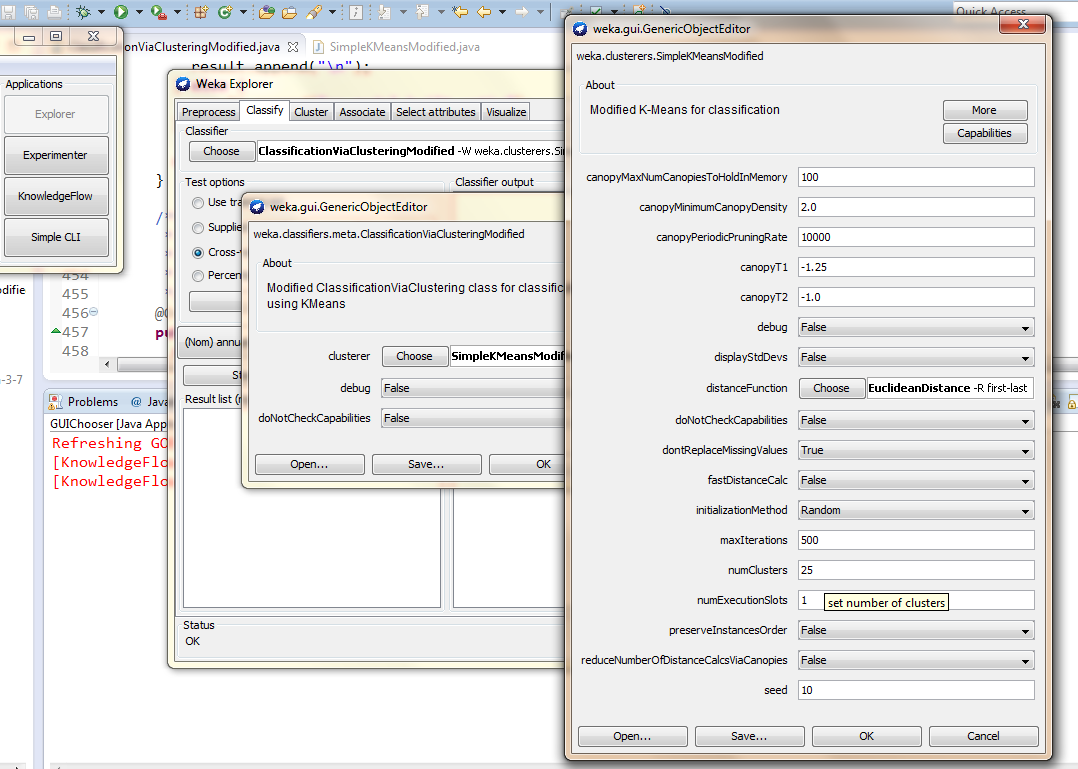 Quick Access
onViaClusteringModified.java
SimpleKMeansModified.java
result.append("\n");
}
/*
454
455
456
457
458
@
pu
odifie
-3-7
Applications
Explorer
Experimenter
KnowledgeFlow
Simple CLI
Problems
@ Java
GUIChooser [Java App
Refreshing GO
[KnowledgeFlo
[KnowledgeFlo
Weka Explorer
Preprocess
Classify
Cluster
Associate
Select attributes
Visualize
Classifier
Choose
ClassificationViaClusteringModified -W weka.clusterers.Si
Test options
Classifier output
Use tra
Supplie
Cross-
Percen
(Nom) annu
St
Result list (r
Status
OK
weka.gui.GenericObjectEditor
weka.classifiers.meta.ClassificationViaClusteringModified
About
Modified ClassificationViaClustering class for classific
using KMeans
clusterer
Choose
SimpleKMeansModif
debug
False
doNotCheckCapabilities
False
Open...
Save...
OK
weka.gui.GenericObjectEditor
weka.clusterers.SimpleKMeansModified
About
Modified K-Means for classification
More
Capabilities
canopyMaxNumCanopiesToHoldInMemory 100
canopyMinimumCanopyDensity 2.0
canopyPeriodicPruningRate 10000
canopyT1 -1.25
canopyT2 -1.0
debug False
displayStdDevs False
distanceFunction Choose EuclideanDistance -R first-last
doNotCheckCapabilities False
dontReplaceMissingValues True
fastDistanceCalc False
initializationMethod Random
maxIterations 500
numClusters 25
numExecutionSlots 1
set number of clusters
preserveInstancesOrder False
reduceNumberOfDistanceCalcsViaCanopies False
seed 10
Open...
Save...
OK
Cancel